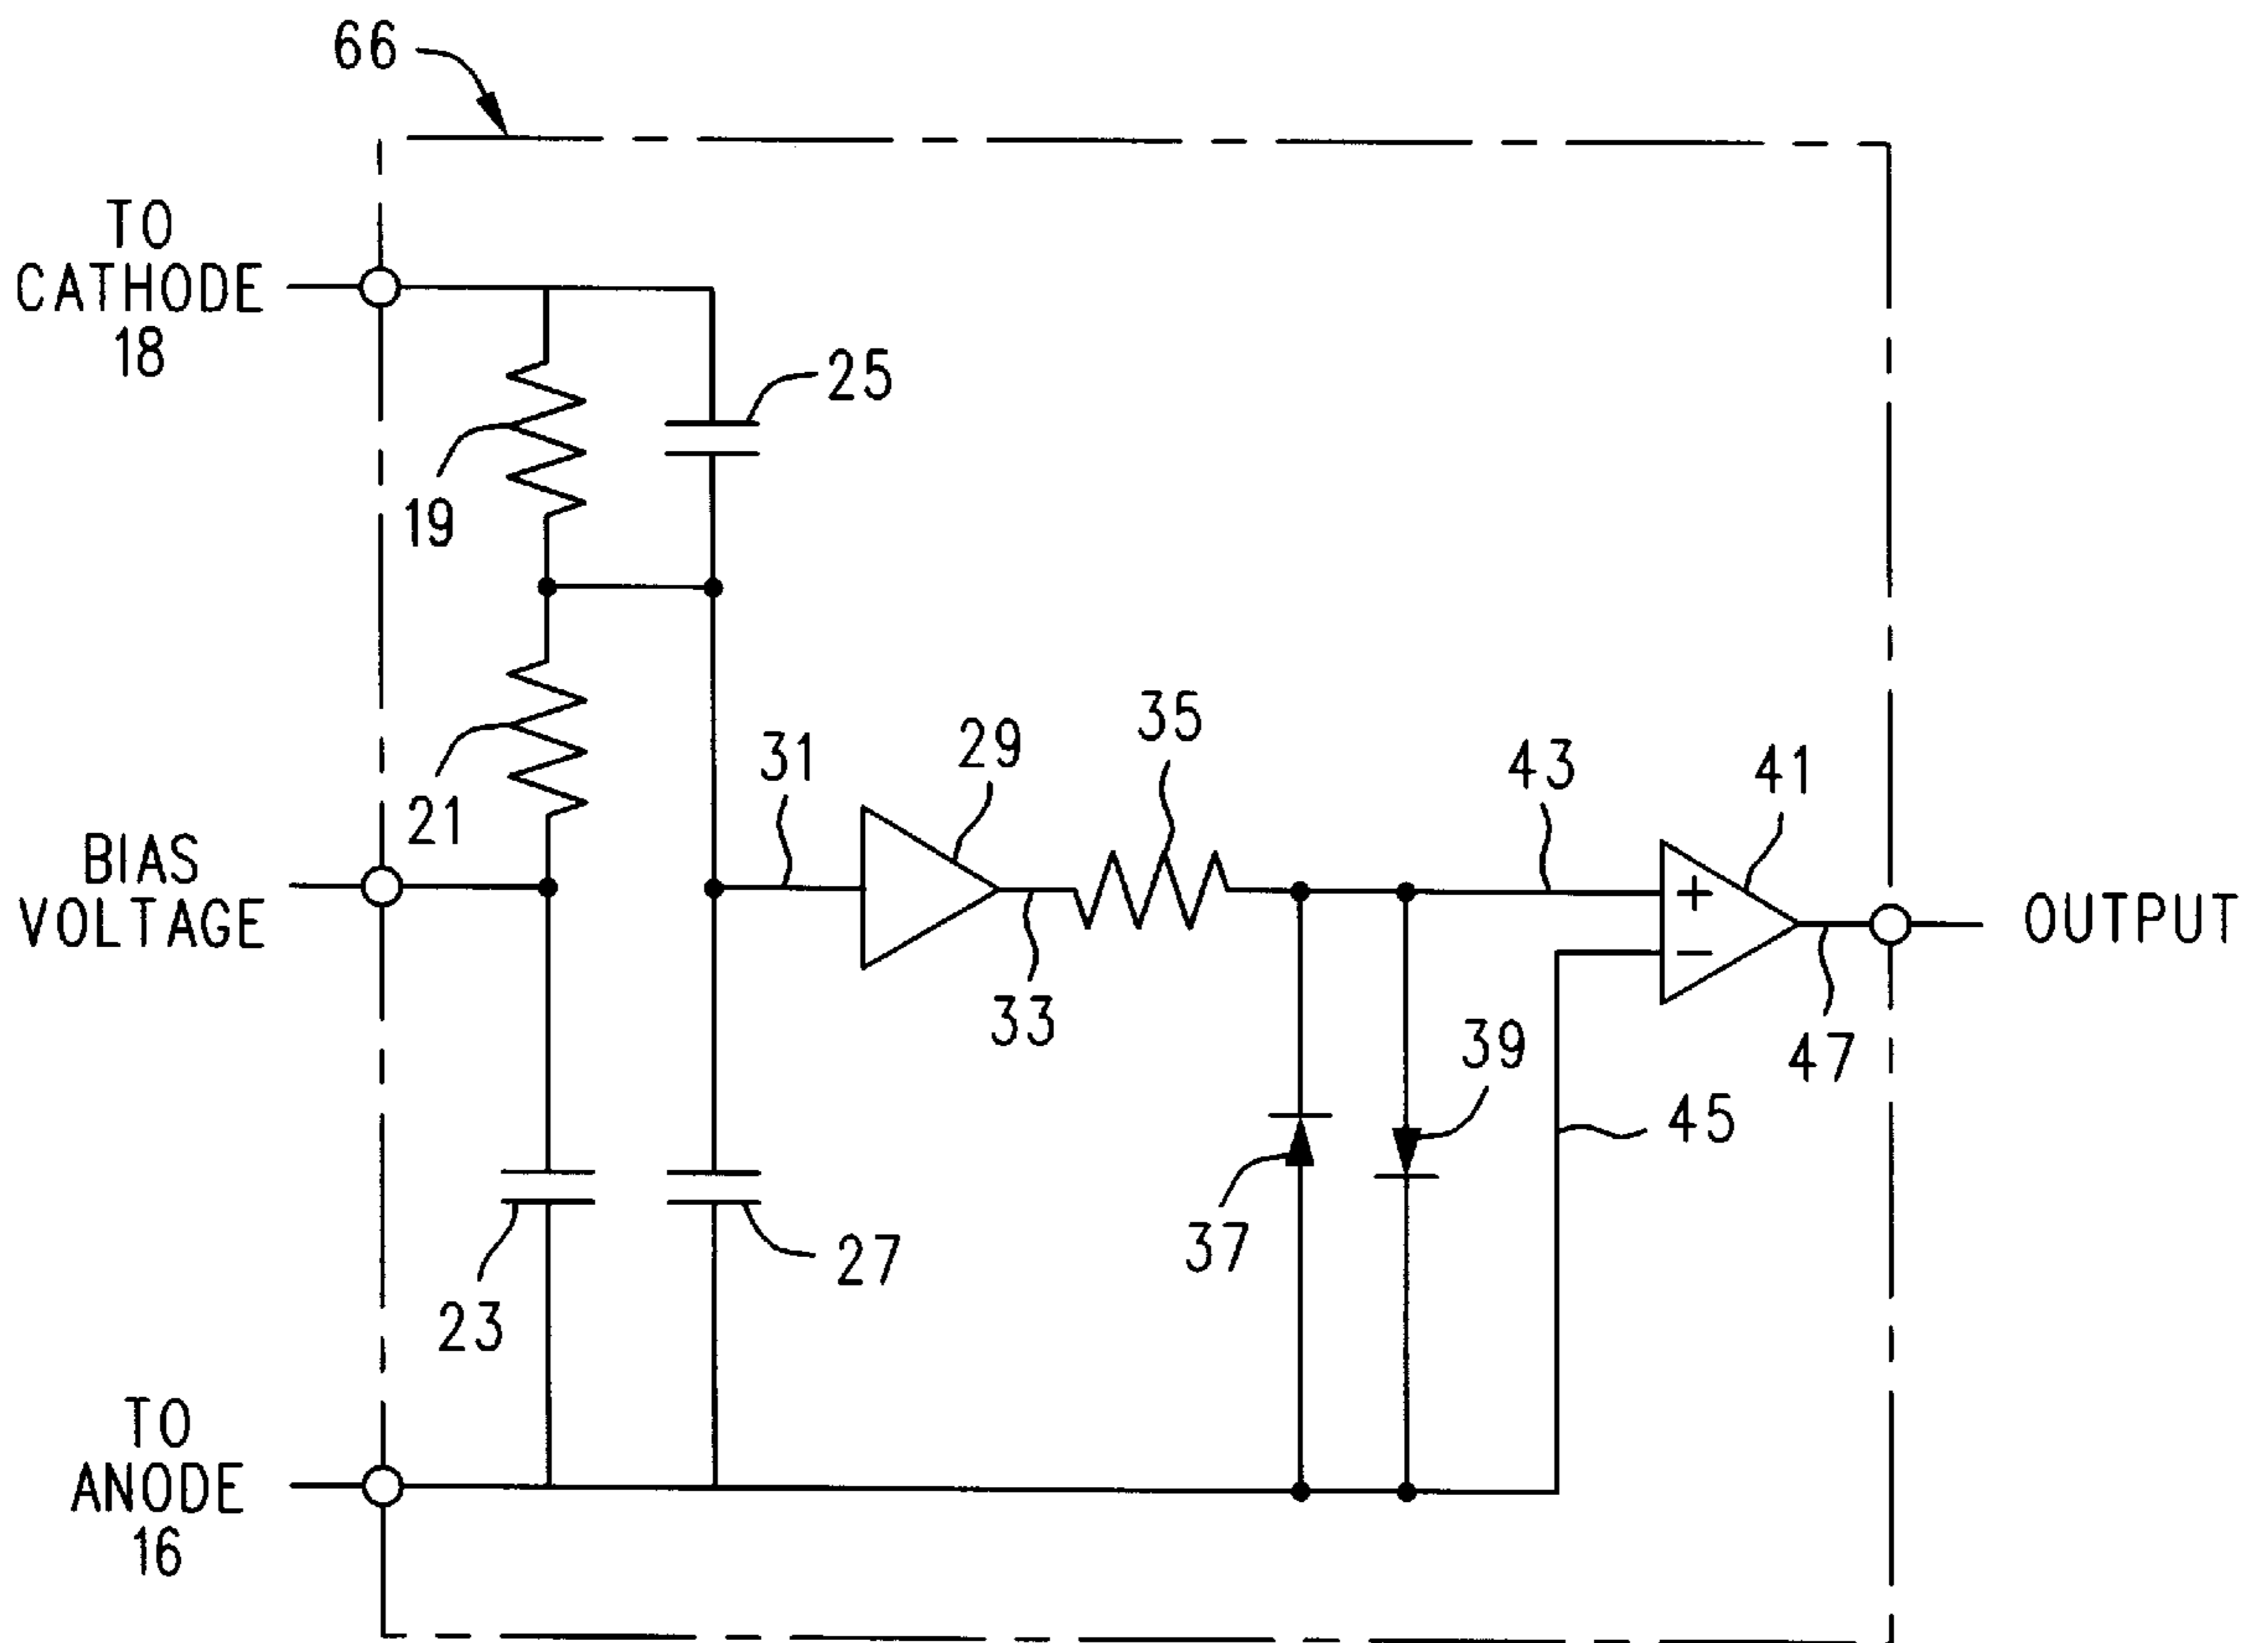 66
TO
CATHODE
18
25
19
35
31
29
43
41
21
BIAS
VOLTAGE
+
OUTPUT
−
33
39
47
45
37
27
23
TO
ANODE
16